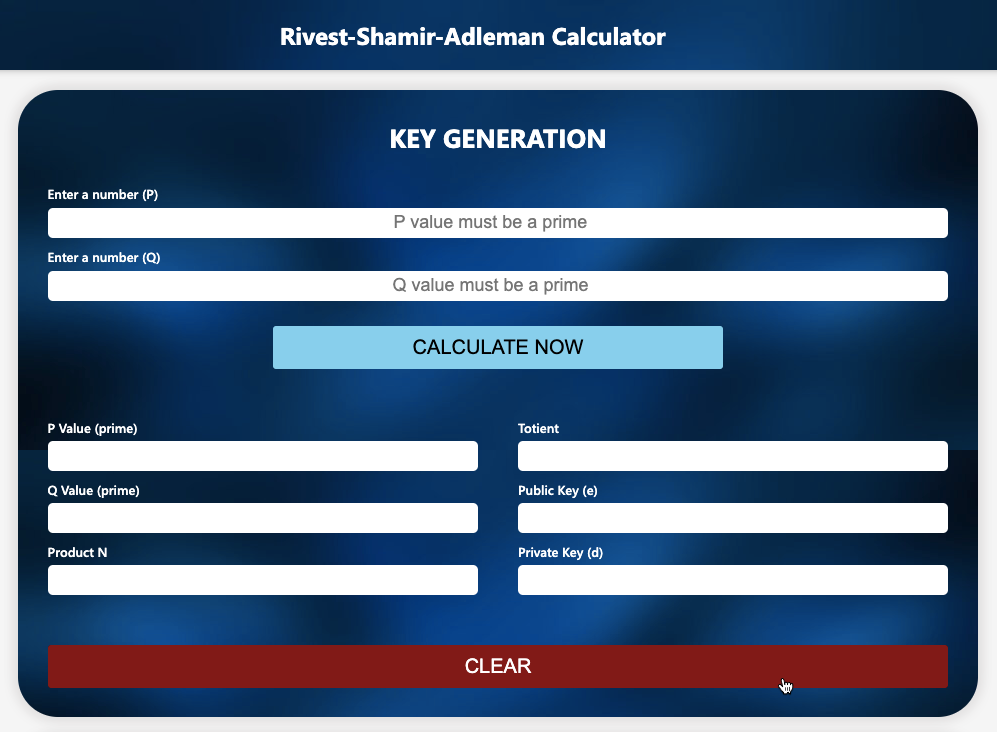 Rivest-Shamir-Adleman Calculator
KEY GENERATION
Enter a number (P)
P value must be a prime
Enter a number (Q)
Q value must be a prime
CALCULATE NOW
P Value (prime)
Totient
Q Value (prime)
Public Key (e)
Product N
Private Key (d)
CLEAR